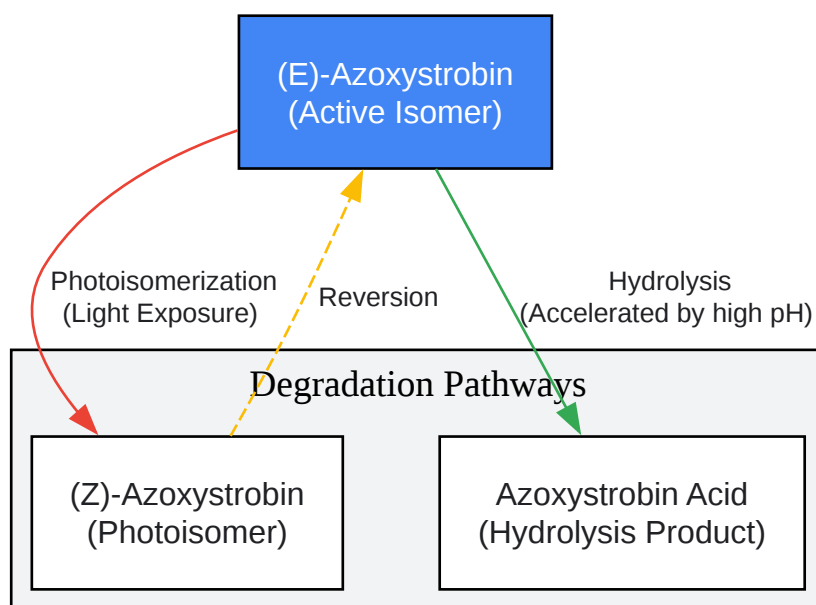 (E)-Azoxystrobin
(Active Isomer)
Photoisomerization
(Light Exposure)
Reversion
Hydrolysis
(Accelerated by high pH)
Degradation Pathways
(Z)-Azoxystrobin
(Photoisomer)
Azoxystrobin Acid
(Hydrolysis Product)